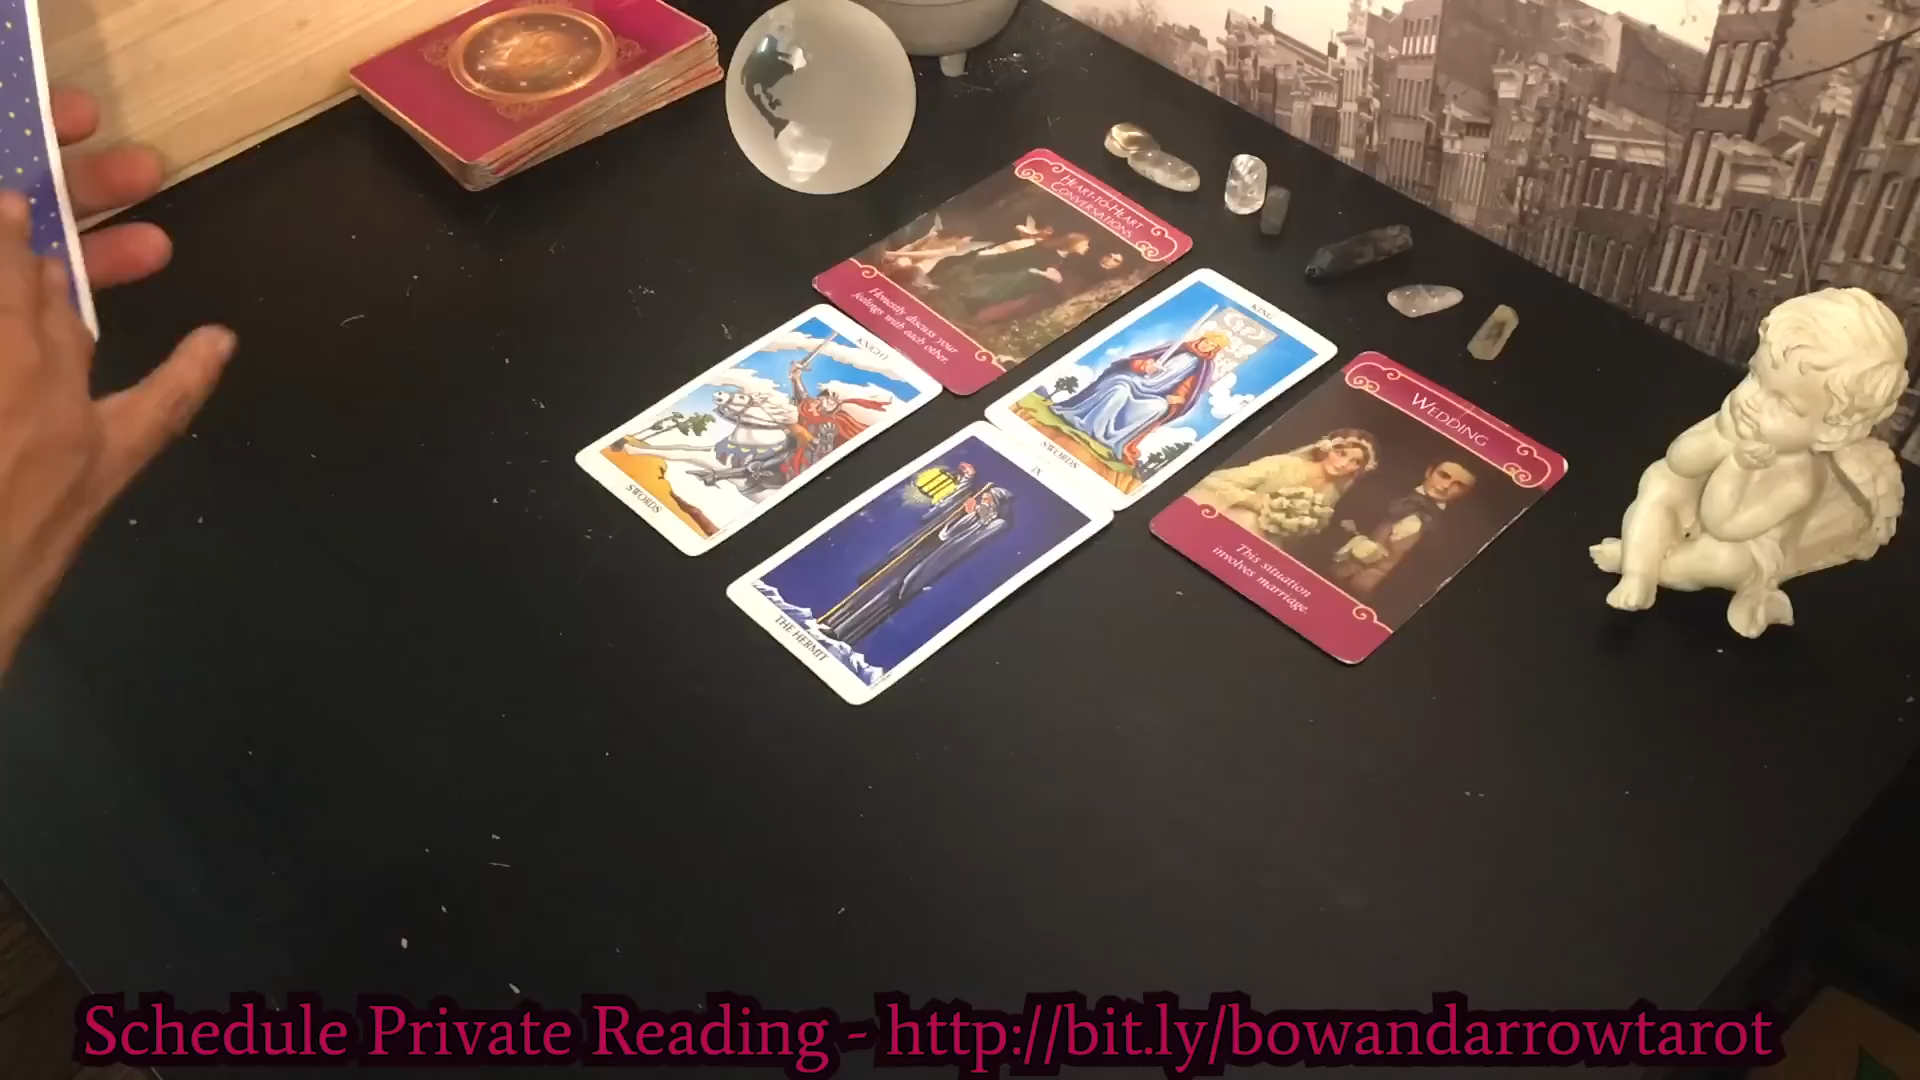 HEART-TO-HEART
CONVERSATIONS
Honestly discuss your
feelings with each other.
KNIGHT
SWORDS
KING
SWORDS
IX
THE HERMIT
WEDDING
This situation
involves marriage.
Schedule Private Reading - http://bit.ly/bowandarrowtarot